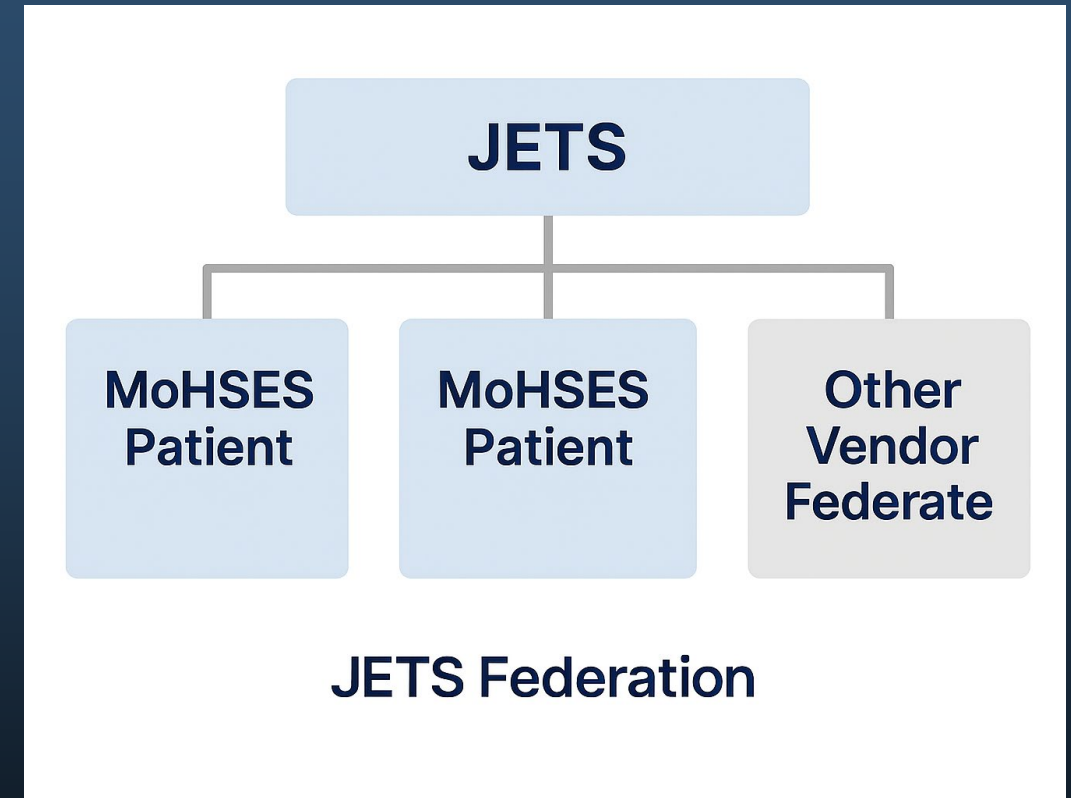 JETS
MoHSES
Patient
MoHSES
Patient
Other
Vendor
Federate
JETS Federation